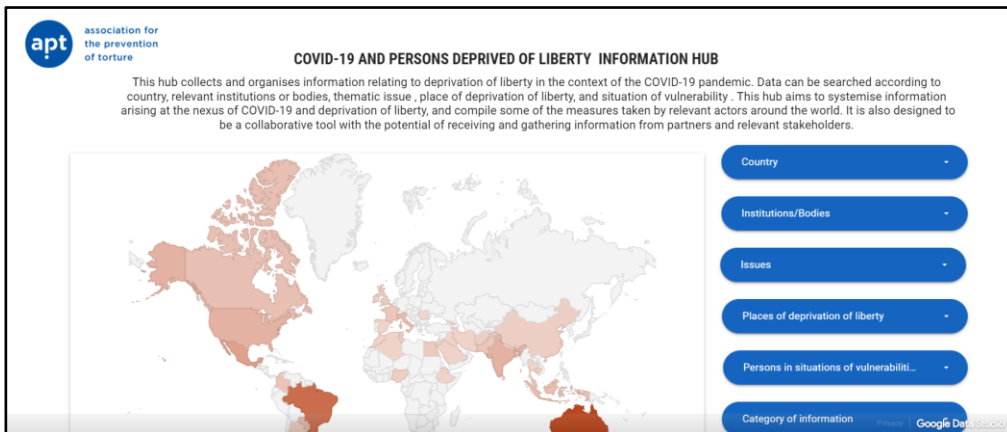 apt
association for
the prevention
of torture
COVID-19 AND PERSONS DEPRIVED OF LIBERTY INFORMATION HUB
This hub collects and organises information relating to deprivation of liberty in the context of the COVID-19 pandemic. Data can be searched according to
country, relevant institutions or bodies, thematic issue , place of deprivation of liberty, and situation of vulnerability . This hub aims to systemise information
arising at the nexus of COVID-19 and deprivation of liberty, and compile some of the measures taken by relevant actors around the world. It is also designed to
be a collaborative tool with the potential of receiving and gathering information from partners and relevant stakeholders.
Country
Institutions/Bodies
Issues
Places of deprivation of liberty
Persons in situations of vulnerabiliti...
Category of information
Privacy
Google Data Studio